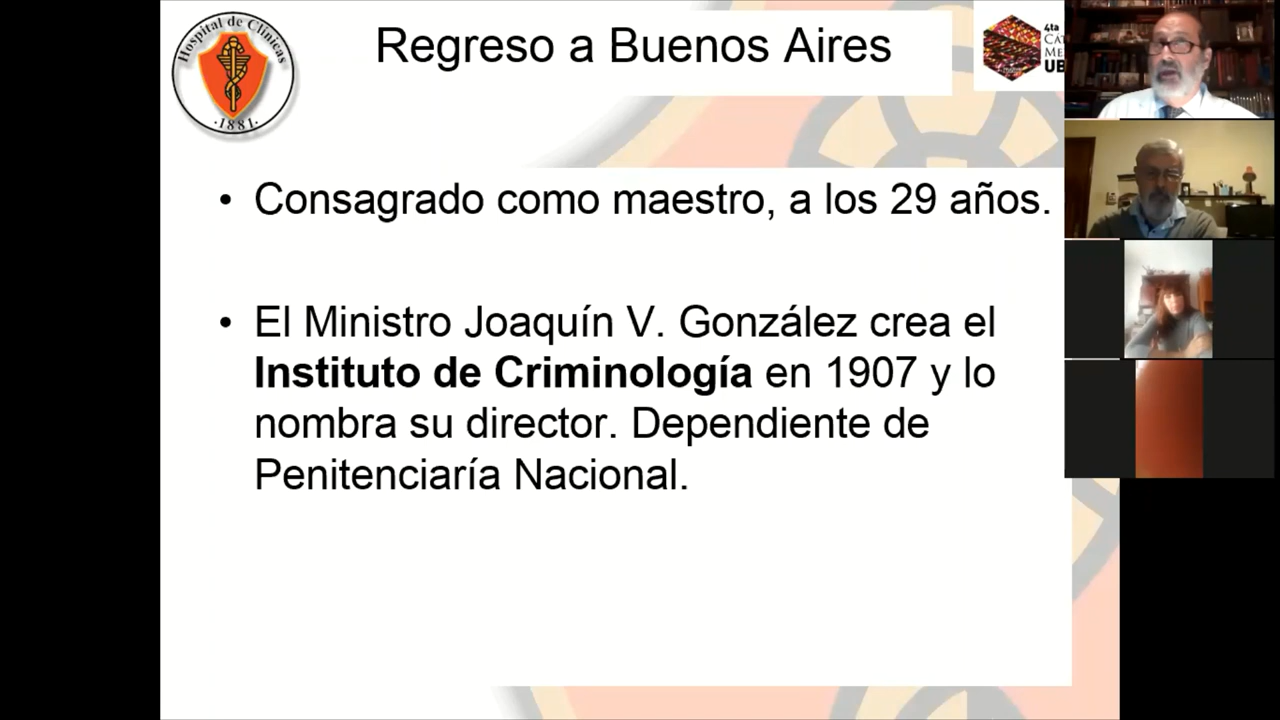 Hospital de Clínicas
·1881·
Regreso a Buenos Aires
4ta
UB
• Consagrado como maestro, a los 29 años.
• El Ministro Joaquín V. González crea el
Instituto de Criminología en 1907 y lo
nombra su director. Dependiente de
Penitenciaría Nacional.